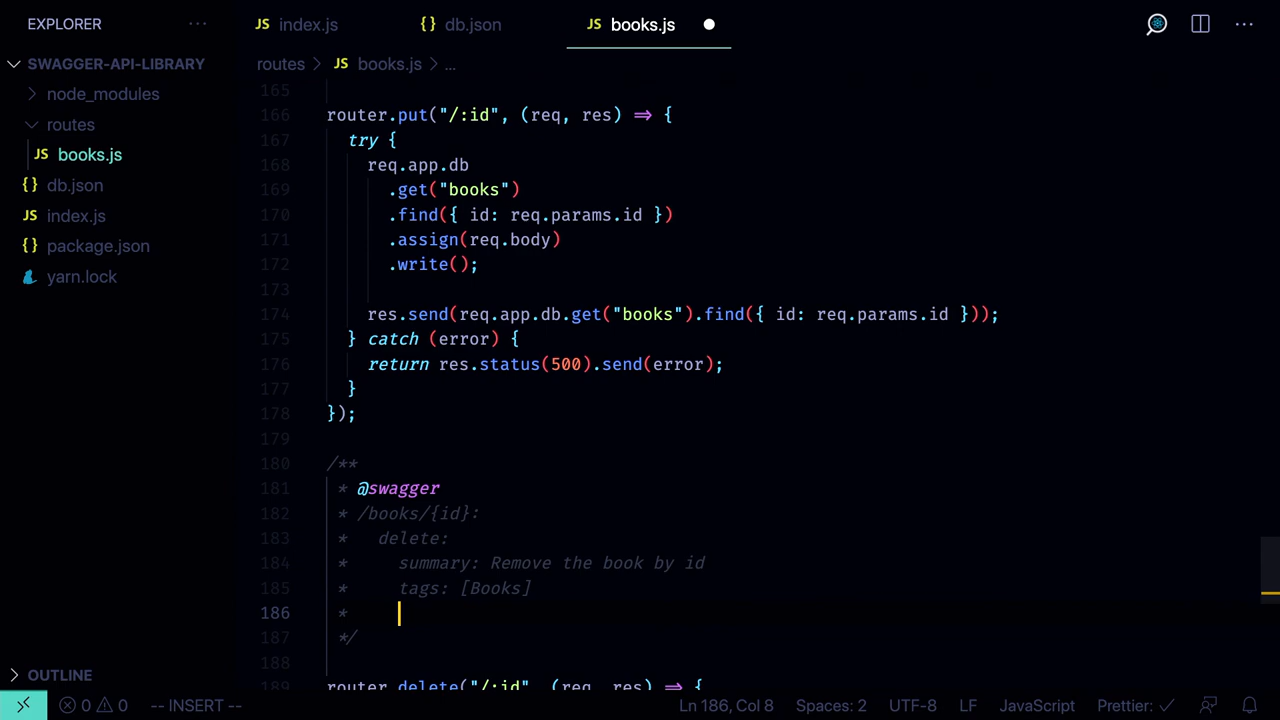 EXPLORER ...
SWAGGER-API-LIBRARY
node_modules
routes
JS books.js
{} db.json
JS index.js
{} package.json
yarn.lock
OUTLINE
JS index.js {} db.json JS books.js
routes > JS books.js > ...
165
166 router.put("/:id", (req, res) => {
167 try {
168 req.app.db
169 .get("books")
170 .find({ id: req.params.id })
171 .assign(req.body)
172 .write();
173
174 res.send(req.app.db.get("books").find({ id: req.params.id }));
175 } catch (error) {
176 return res.status(500).send(error);
177 }
178 });
179
180 /**
181 * @swagger
182 * /books/{id}:
183 * delete:
184 * summary: Remove the book by id
185 * tags: [Books]
186 *
187 */
188
189 router.delete("/:id", (req, res) => {
0 0 -- INSERT -- Ln 186, Col 8 Spaces: 2 UTF-8 LF JavaScript Prettier: ✓